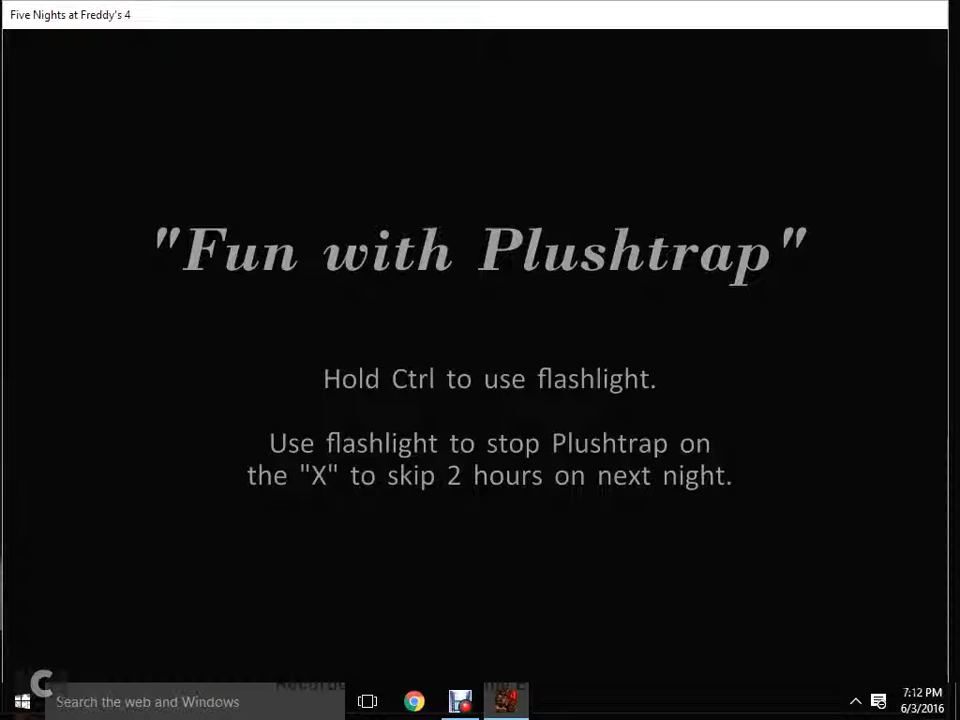 Five Nights at Freddy's 4
"Fun with Plushtrap"
Hold Ctrl to use flashlight.
Use flashlight to stop Plushtrap on
the "X" to skip 2 hours on next night.
Search the web and Windows
7:12 PM
6/3/2016